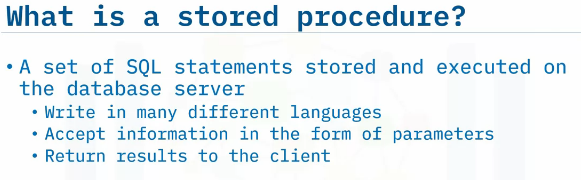 What is a stored procedure?
• A set of SQL statements stored and executed on
the database server
• Write in many different languages
• Accept information in the form of parameters
• Return results to the client